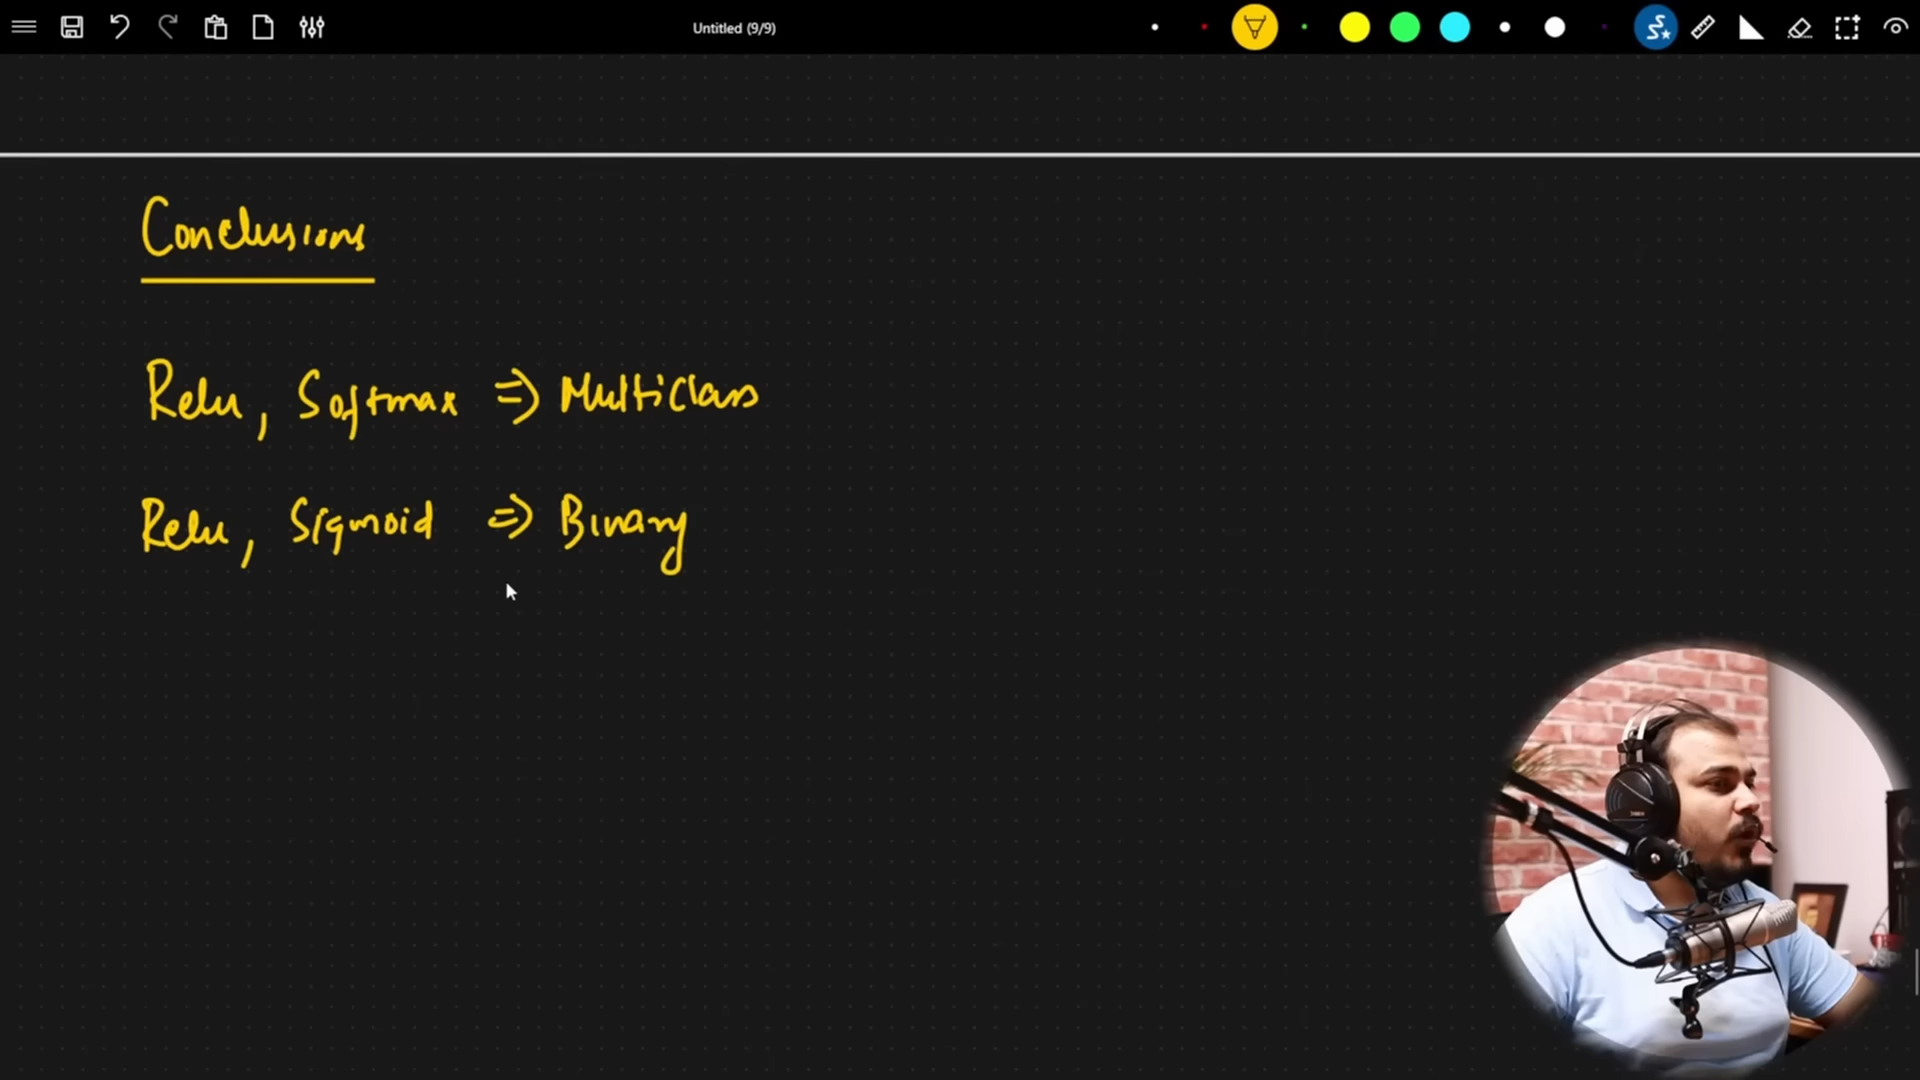 Untitled (9/9)
Conclusions
Relu, Softmax => Multiclass
Relu, Sigmoid => Binary